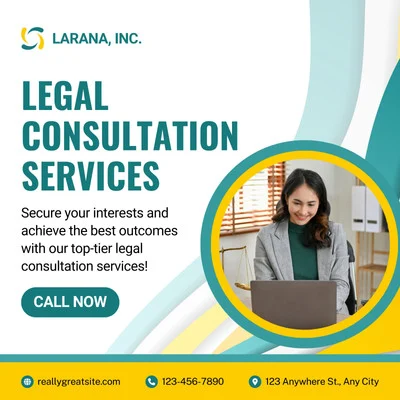 LARANA, INC.
LEGAL
CONSULTATION
SERVICES
Secure your interests and
achieve the best outcomes
with our top-tier legal
consultation services!
CALL NOW
reallygreatsite.com
123-456-7890
123 Anywhere St., Any City